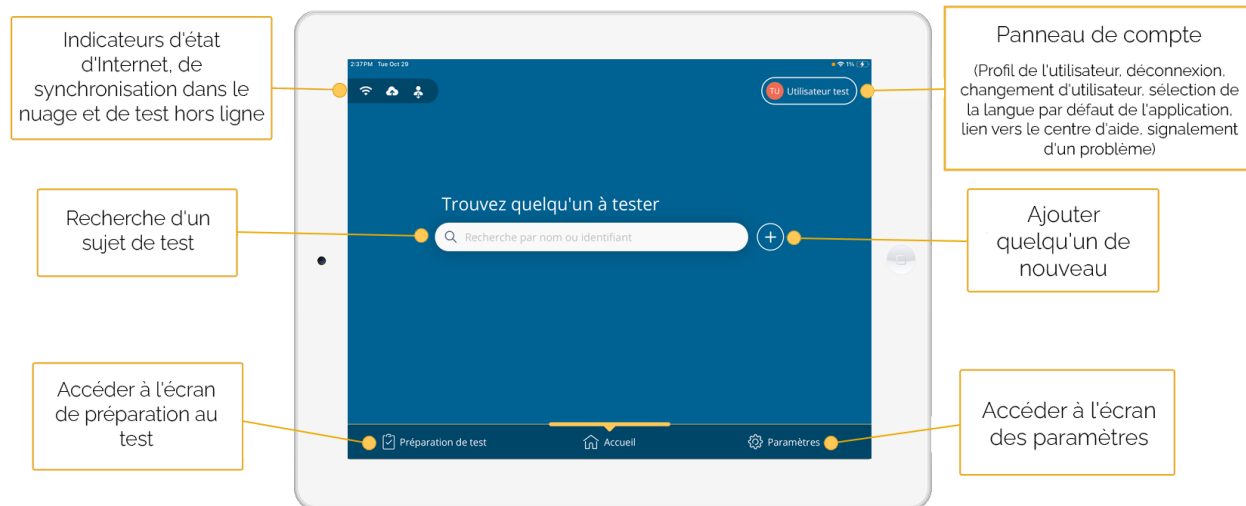 Indicateurs d'état
d'Internet, de
synchronisation dans le
nuage et de test hors ligne
Panneau de compte
(Profil de l'utilisateur, déconnexion,
changement d'utilisateur, sélection de
la langue par défaut de l'application,
lien vers le centre d'aide, signalement
d'un problème)
2:37 PM Tue Oct 29
1%
TU Utilisateur test
Recherche d'un
sujet de test
Trouvez quelqu'un à tester
Recherche par nom ou identifiant
Ajouter
quelqu'un de
nouveau
Accéder à l'écran
de préparation au
test
Préparation de test
Accueil
Paramètres
Accéder à l'écran
des paramètres